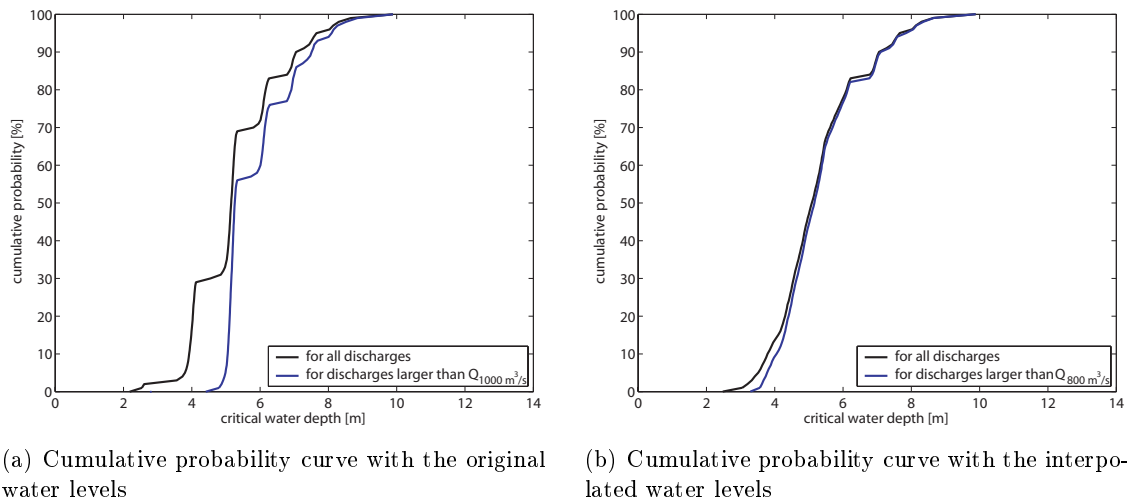 100
90
80
70
60
50
40
30
20
10
0
cumulative probability [%]
0 2 4 6 8 10 12 14
critical water depth [m]
for all discharges
for discharges larger than Q1000 m³/s
(a) Cumulative probability curve with the original
water levels
100
90
80
70
60
50
40
30
20
10
0
cumulative probability [%]
0 2 4 6 8 10 12 14
critical water depth [m]
for all discharges
for discharges larger than Q800 m³/s
(b) Cumulative probability curve with the interpo-
lated water levels